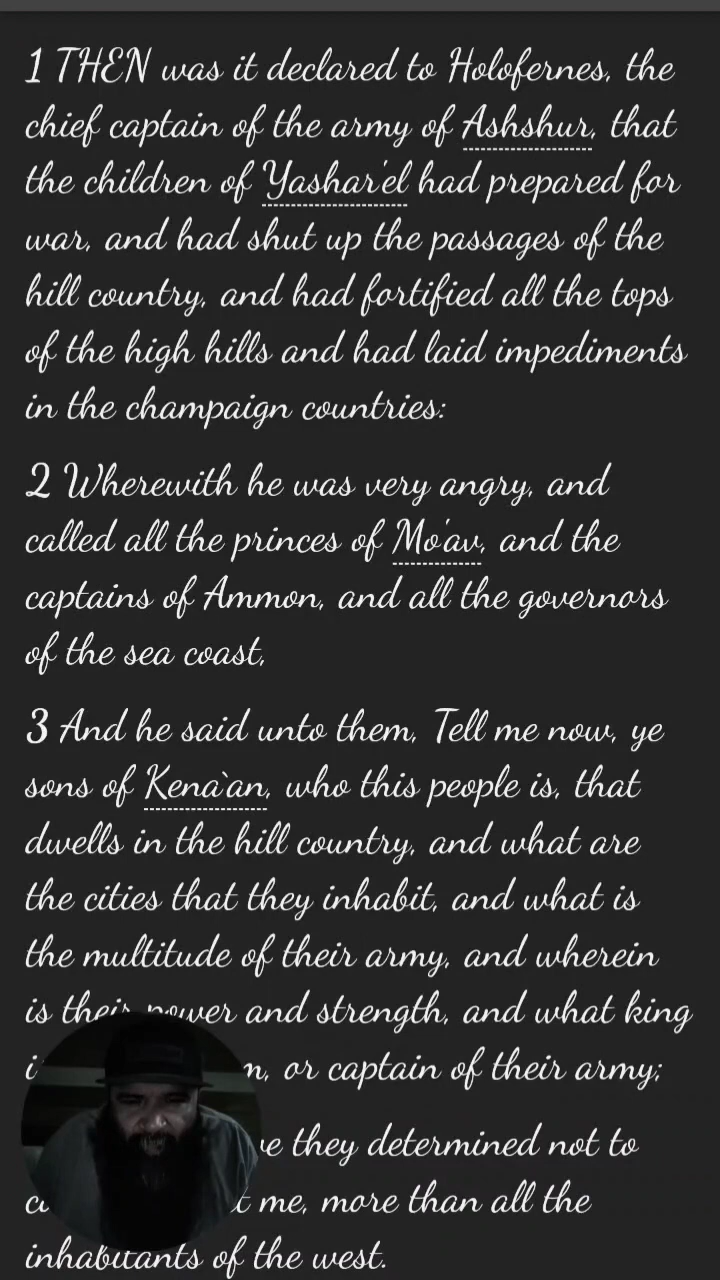 1 THEN was it declared to Holofernes, the
chief captain of the army of Ashshur, that
the children of Yashar'el had prepared for
war, and had shut up the passages of the
hill country, and had fortified all the tops
of the high hills and had laid impediments
in the champaign countries:
2 Wherewith he was very angry, and
called all the princes of Mo'av, and the
captains of Ammon, and all the governors
of the sea coast,
3 And he said unto them, Tell me now, ye
sons of Kena`an, who this people is, that
dwells in the hill country, and what are
the cities that they inhabit, and what is
the multitude of their army, and wherein
is their power and strength, and what king
or captain of their army;
they determined not to
me, more than all the
inhabitants of the west.